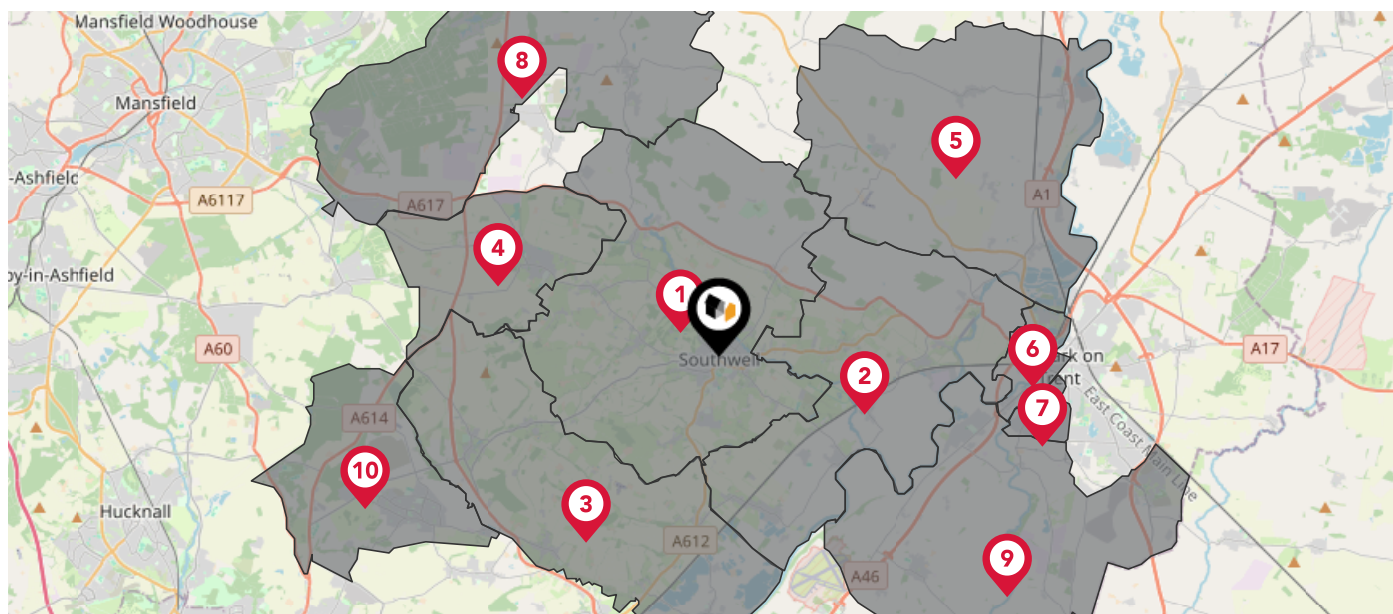 Mansfield Woodhouse
8
Mansfield
5
-Ashfield
A6117
A617
A1
4
by-in-Ashfield
1
Southwell
A60
6
ark on
rent
A17
2
7
A614
East Coast Main Line
10
3
Hucknall
A612
9
A46